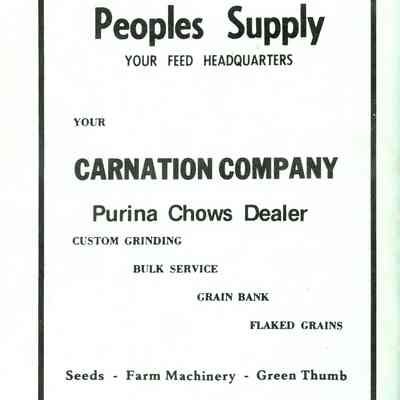 Peoples Supply
YOUR FEED HEADQUARTERS
YOUR
CARNATION COMPANY
Purina Chows Dealer
CUSTOM GRINDING
BULK SERVICE
GRAIN BANK
FLAKED GRAINS
Seeds - Farm Machinery - Green Thumb